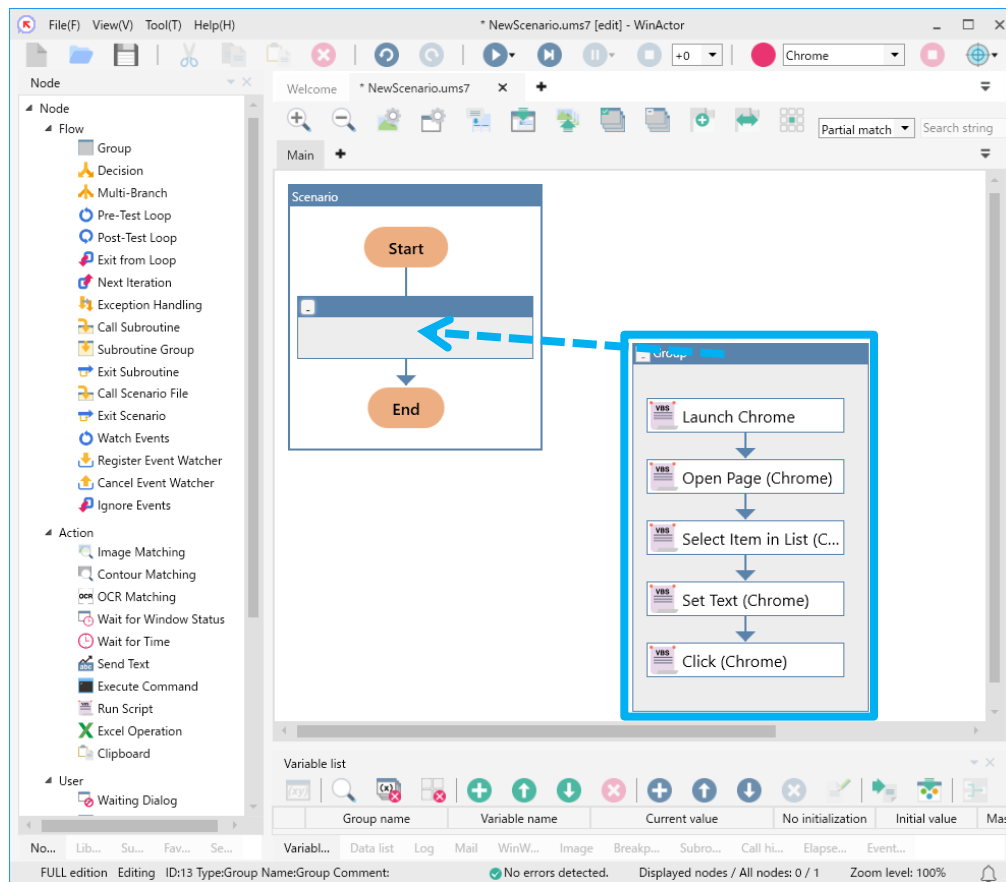 File(F) View(V) Tool(T) Help(H)
* NewScenario.ums7 [edit] - WinActor
+0
Chrome
Node
Node
Flow
Group
Decision
Multi-Branch
Pre-Test Loop
Post-Test Loop
Exit from Loop
Next Iteration
Exception Handling
Call Subroutine
Subroutine Group
Exit Subroutine
Call Scenario File
Exit Scenario
Watch Events
Register Event Watcher
Cancel Event Watcher
Ignore Events
Action
Image Matching
Contour Matching
OCR Matching
Wait for Window Status
Wait for Time
Send Text
Execute Command
Run Script
Excel Operation
Clipboard
User
Waiting Dialog
No... Lib... Su... Fav... Se...
Welcome * NewScenario.ums7
Partial match Search string
Main
Scenario
Start
End
Group
VBS Launch Chrome
VBS Open Page (Chrome)
VBS Select Item in List (C...
VBS Set Text (Chrome)
VBS Click (Chrome)
Variable list
Group name Variable name Current value No initialization Initial value Mas
Variabl... Data list Log Mail WinW... Image Breakp... Subro... Call hi... Elapse... Event...
FULL edition Editing ID:13 Type:Group Name:Group Comment: No errors detected. Displayed nodes / All nodes: 0 / 1 Zoom level: 100%